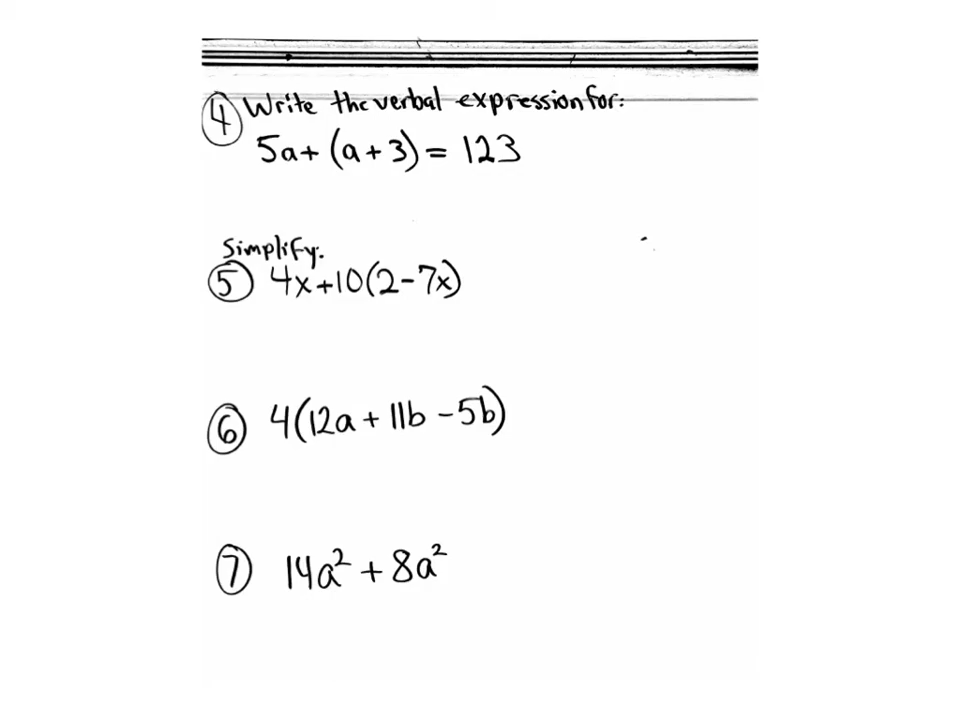 ④ Write the verbal expression for:
5a + (a + 3) = 123
Simplify:
⑤ 4x + 10(2 - 7x)
⑥ 4(12a + 11b - 5b)
⑦ 14a² + 8a²